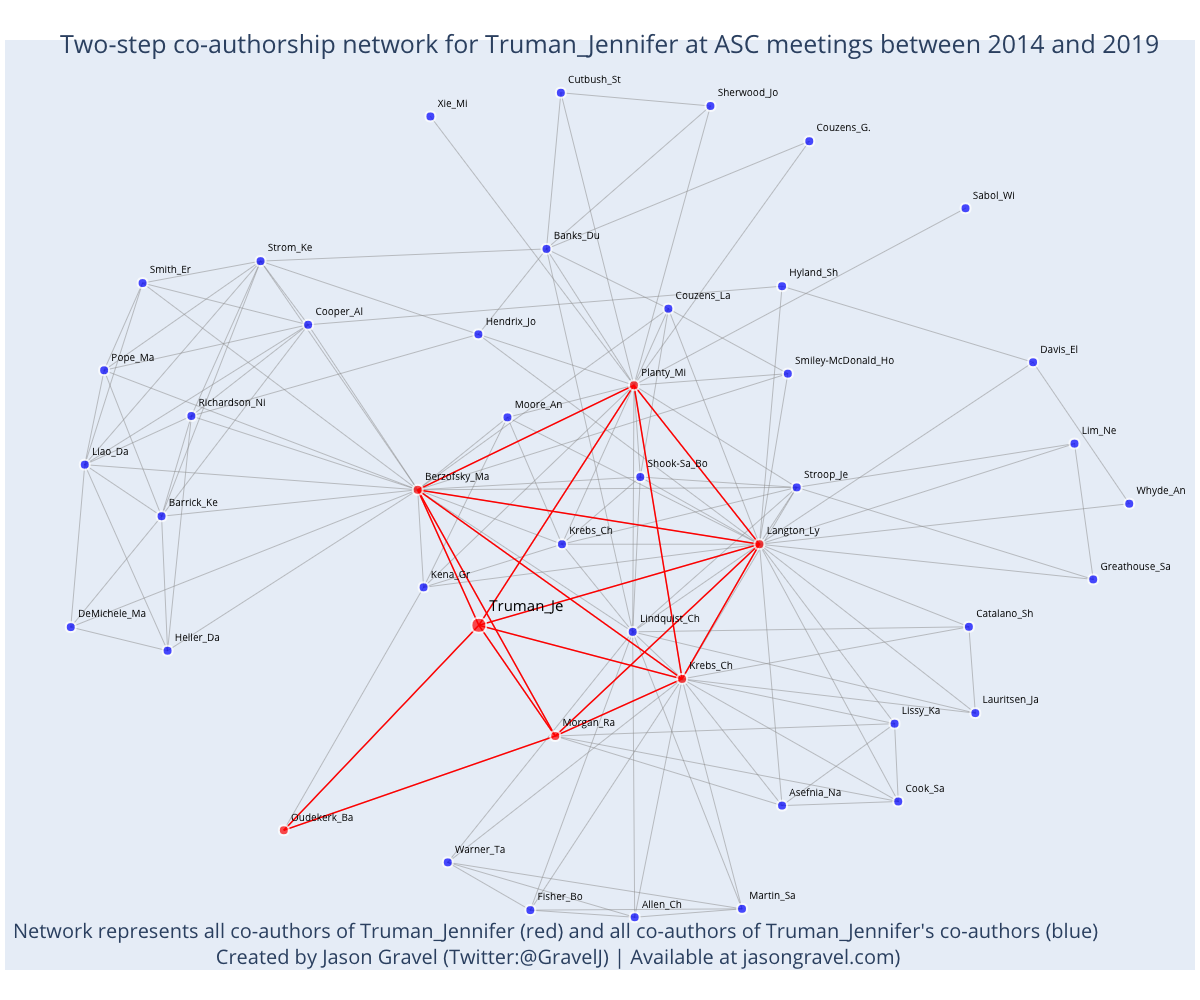 Two-step co-authorship network for Truman_Jennifer at ASC meetings between 2014 and 2019
Cutbush_St
Sherwood_Jo
Xie_Mi
Couzens_G.
Sabol_Wi
Banks_Du
Strom_Ke
Smith_Er
Hyland_Sh
Couzens_La
Cooper_Al
Hendrix_Jo
Davis_El
Pope_Ma
Smiley-McDonald_Ho
Planty_Mi
Richardson_Ni
Moore_An
Lim_Ne
Liao_Da
Shook-Sa_Bo
Berzofsky_Ma
Stroop_Je
Whyde_An
Barrick_Ke
Krebs_Ch
Langton_Ly
Greathouse_Sa
Kena_Gr
Truman_Je
DeMichele_Ma
Lindquist_Ch
Catalano_Sh
Heller_Da
Krebs_Ch
Lauritsen_Ja
Lissy_Ka
Morgan_Ra
Cook_Sa
Asefnia_Na
Oudekerk_Ba
Warner_Ta
Fisher_Bo
Martin_Sa
Allen_Ch
Network represents all co-authors of Truman_Jennifer (red) and all co-authors of Truman_Jennifer's co-authors (blue)
Created by Jason Gravel (Twitter:@GravelJ) | Available at jasongravel.com)